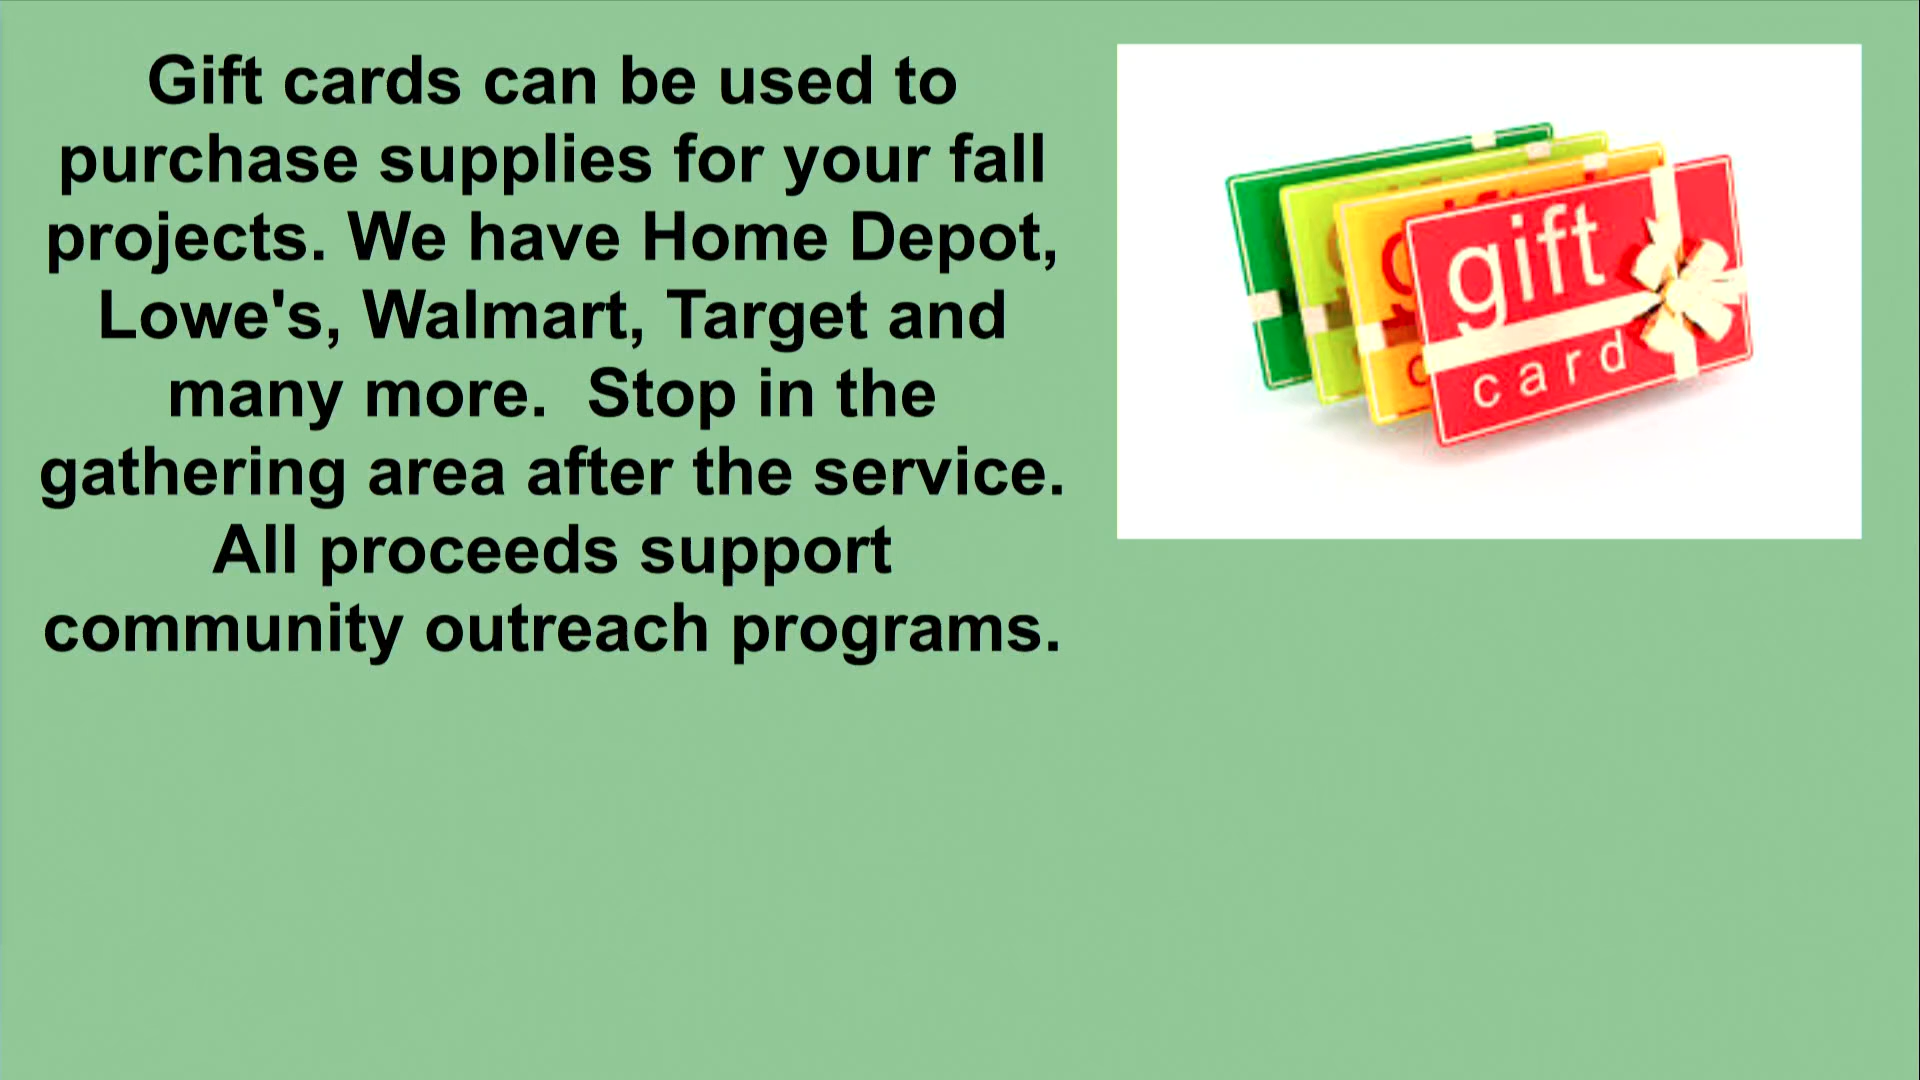 Gift cards can be used to
purchase supplies for your fall
projects. We have Home Depot,
Lowe's, Walmart, Target and
many more.  Stop in the
gathering area after the service.
All proceeds support
community outreach programs.
gift
card